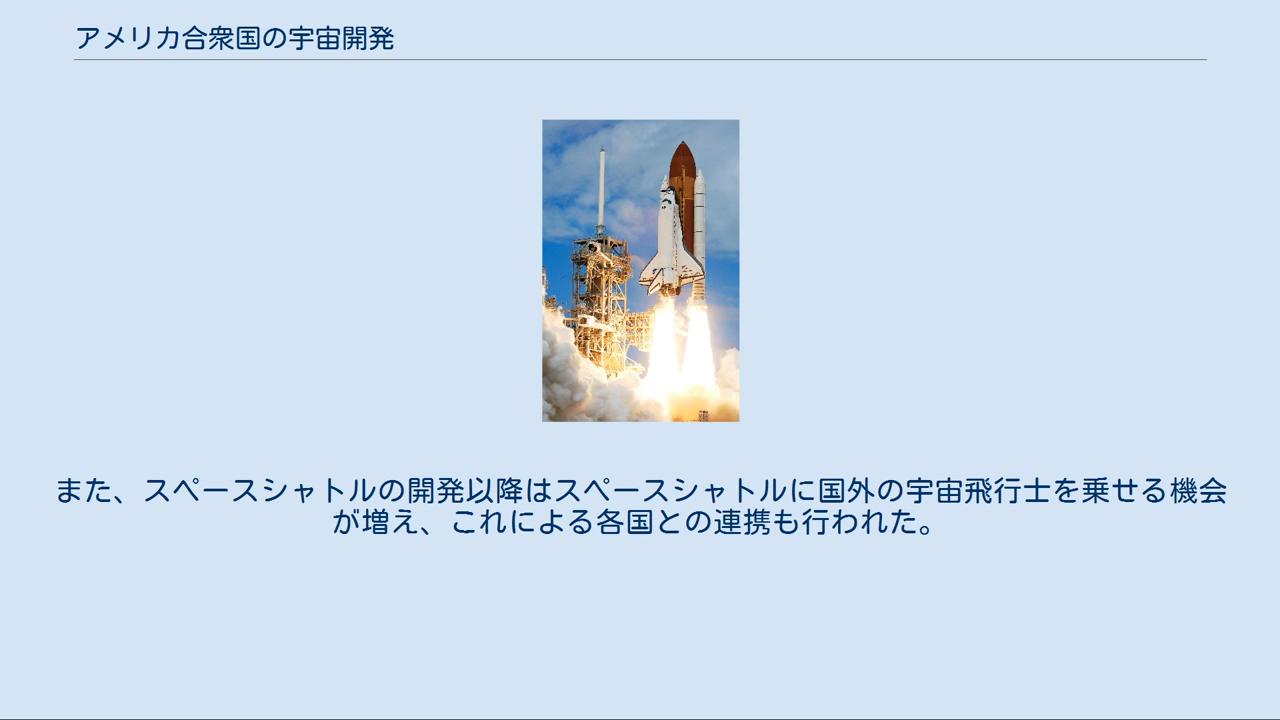 アメリカ合衆国の宇宙開発
また、スペースシャトルの開発以降はスペースシャトルに国外の宇宙飛行士を乗せる機会
が増え、これによる各国との連携も行われた。